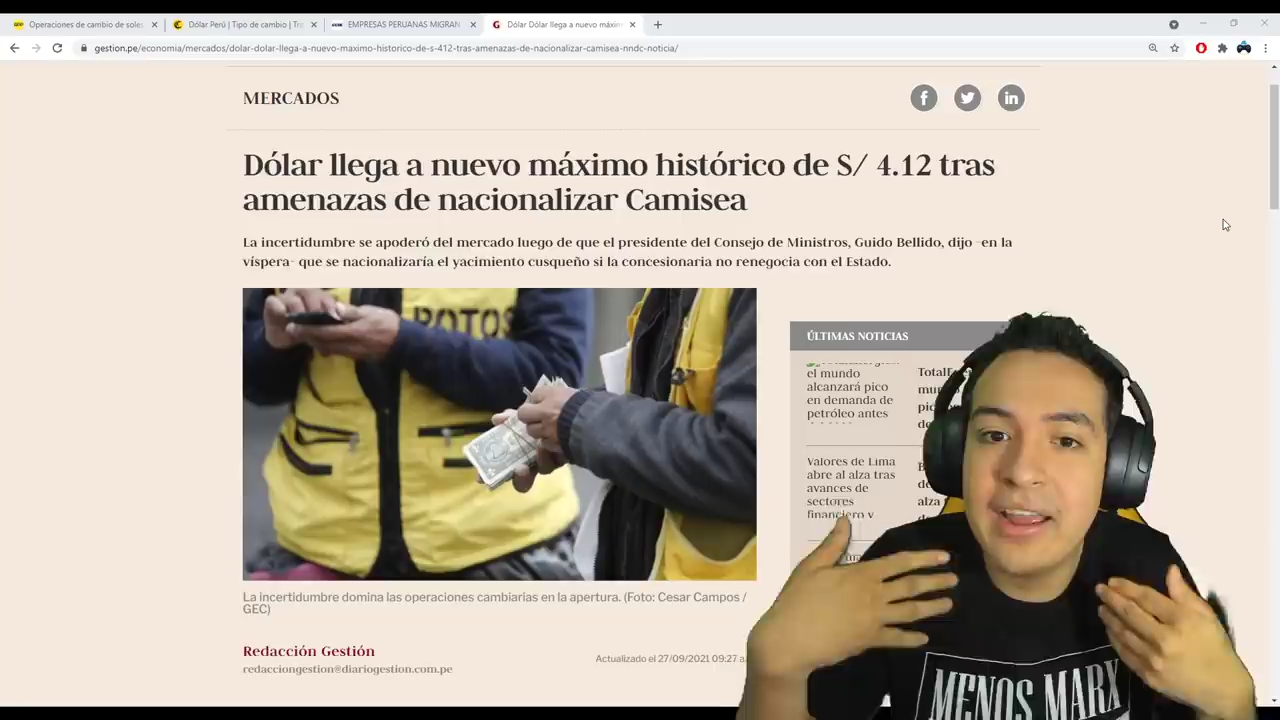 Operaciones de cambio de soles
Dólar Perú | Tipo de cambio | Tr
EMPRESAS PERUANAS MIGRAN
Dólar Dólar llega a nuevo máxim
gestion.pe/economia/mercados/dolar-dolar-llega-a-nuevo-maximo-historico-de-s-412-tras-amenazas-de-nacionalizar-camisea-nndc-noticia/
MERCADOS
Dólar llega a nuevo máximo histórico de S/ 4.12 tras
amenazas de nacionalizar Camisea
La incertidumbre se apoderó del mercado luego de que el presidente del Consejo de Ministros, Guido Bellido, dijo -en la
víspera- que se nacionalizaría el yacimiento cusqueño si la concesionaria no renegocia con el Estado.
ÚLTIMAS NOTICIAS
el mundo
alcanzará pico
en demanda de
petróleo antes
Valores de Lima
abre al alza tras
avances de
sectores
financiero y
La incertidumbre domina las operaciones cambiarias en la apertura. (Foto: Cesar Campos /
GEC)
Redacción Gestión
redacciongestion@diariogestion.com.pe
Actualizado el 27/09/2021 09:27 a
MENOS MARX